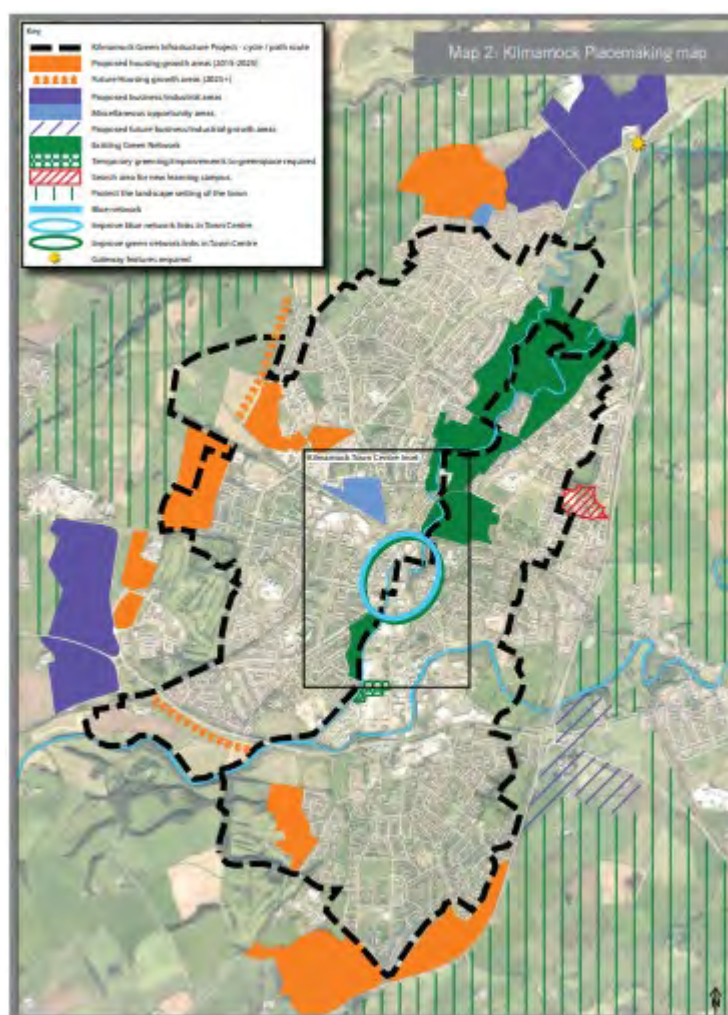 Key
Kilmarnock Green Infrastructure Project - cycle / path route
Proposed housing growth areas (2015-2025)
Future Housing growth areas (2025+)
Proposed business/industrial areas
Miscellaneous opportunity areas
Proposed future business/industrial growth areas
Existing Green Network
Temporary greening/improvements to greenspace required
Search area for new learning campus
Protect the landscape setting of the town
Blue network
Improve blue network links in Town Centre
Improve green network links in Town Centre
Gateway features required
Map 2: Kilmarnock Placemaking map
Kilmarnock Town Centre Inset
N